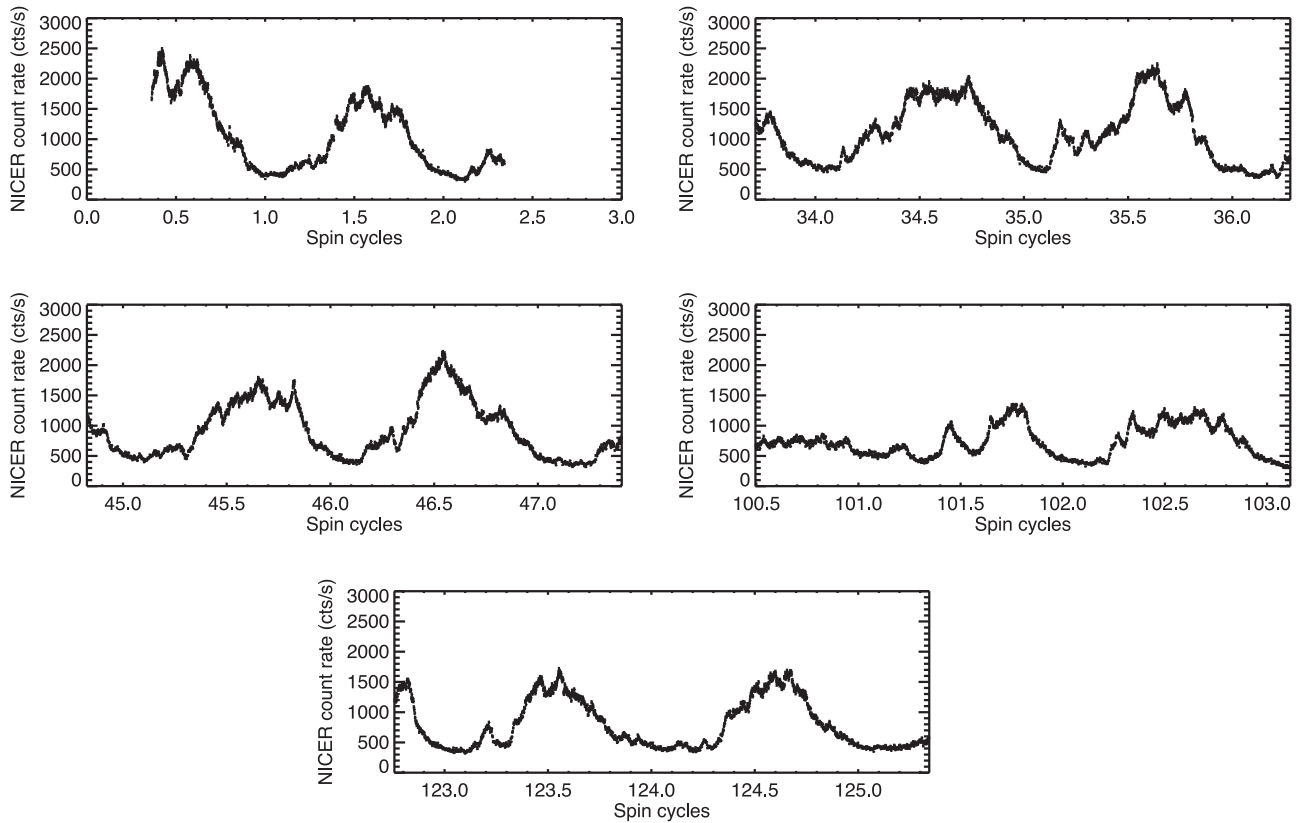 NICER count rate (cts/s)
3000
2500
2000
1500
1000
500
0
0.0 0.5 1.0 1.5 2.0 2.5 3.0
Spin cycles
NICER count rate (cts/s)
3000
2500
2000
1500
1000
500
0
34.0 34.5 35.0 35.5 36.0
Spin cycles
NICER count rate (cts/s)
3000
2500
2000
1500
1000
500
0
45.0 45.5 46.0 46.5 47.0
Spin cycles
NICER count rate (cts/s)
3000
2500
2000
1500
1000
500
0
100.5 101.0 101.5 102.0 102.5 103.0
Spin cycles
NICER count rate (cts/s)
3000
2500
2000
1500
1000
500
0
123.0 123.5 124.0 124.5 125.0
Spin cycles